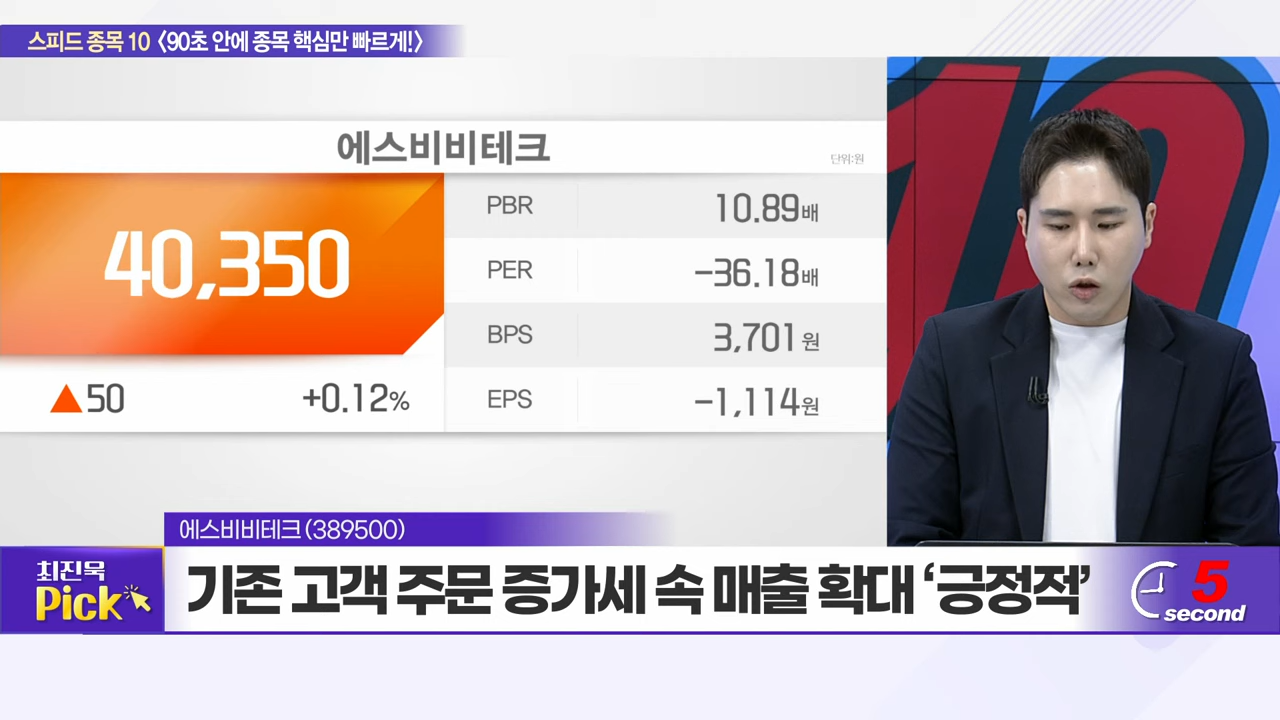 스피드 종목 10 〈90초 안에 종목 핵심만 빠르게!〉
에스비비테크
단위:원
40,350
▲50 +0.12%
PBR 10.89배
PER -36.18배
BPS 3,701원
EPS -1,114원
10
에스비비테크(389500)
최진욱
Pick
기존 고객 주문 증가세 속 매출 확대 ‘긍정적’
5
second